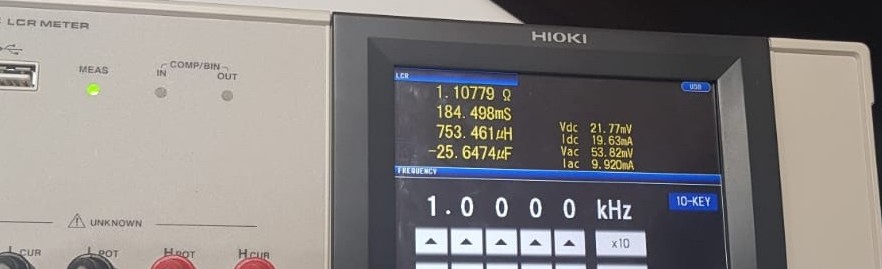 LCR METER
HIOKI
MEAS
COMP/BIN
IN
OUT
LCR
USB
1.10779 Ω
184.498mS
753.461μH
-25.6474μF
Vdc 21.77mV
Idc 19.63mA
Vac 53.82mV
Iac 9.920mA
FREQUENCY
1.0000 kHz
10-KEY
x10
UNKNOWN
L CUR
L POT
H POT
H CUR